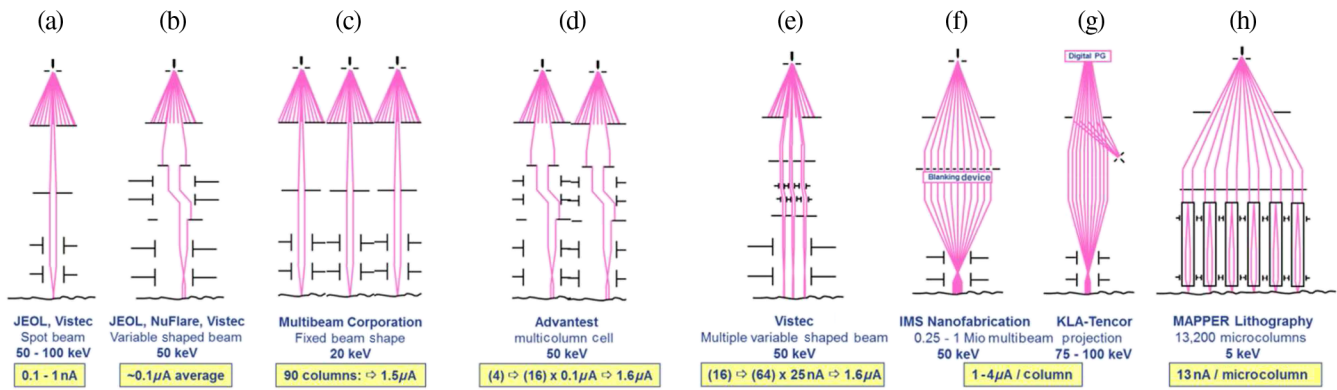 (a)
(b)
(c)
(d)
(e)
(f)
(g)
(h)
Digital PG
Blanking device
JEOL, Vistec
Spot beam
50 - 100 keV
0.1 - 1nA
JEOL, NuFlare, Vistec
Variable shaped beam
50 keV
~0.1µA average
Multibeam Corporation
Fixed beam shape
20 keV
90 columns: ⇨ 1.5µA
Advantest
multicolumn cell
50 keV
(4) ⇨ (16) x 0.1µA ⇨ 1.6µA
Vistec
Multiple variable shaped beam
50 keV
(16) ⇨ (64) x 25nA ⇨ 1.6µA
IMS Nanofabrication
0.25 - 1 Mio multibeam
50 keV
KLA-Tencor
projection
75 - 100 keV
1-4µA / column
MAPPER Lithography
13,200 microcolumns
5 keV
13nA / microcolumn